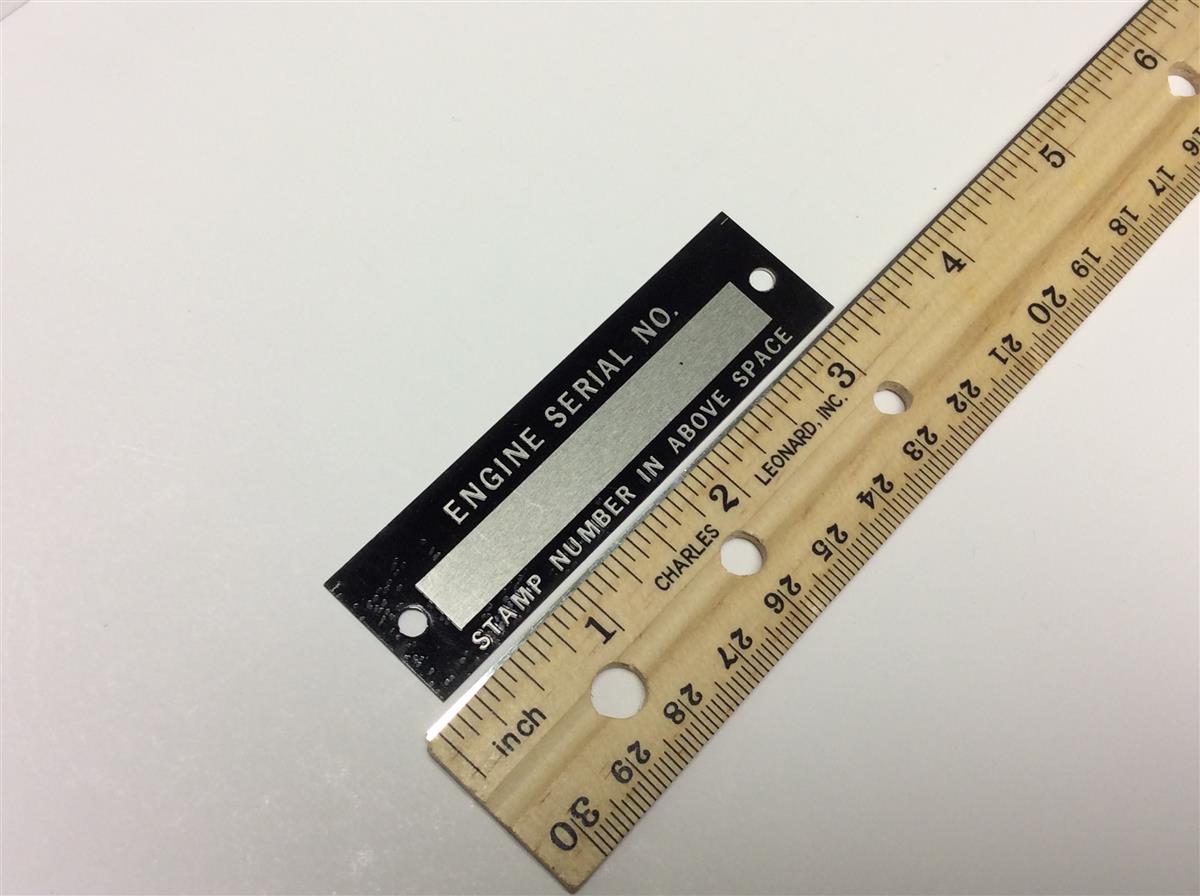 ENGINE SERIAL NO.
STAMP NUMBER IN ABOVE SPACE
inch 1 2 3 4 5 6
CHARLES LEONARD, INC.
30 29 28 27 26 25 24 23 22 21 20 19 18 17 16